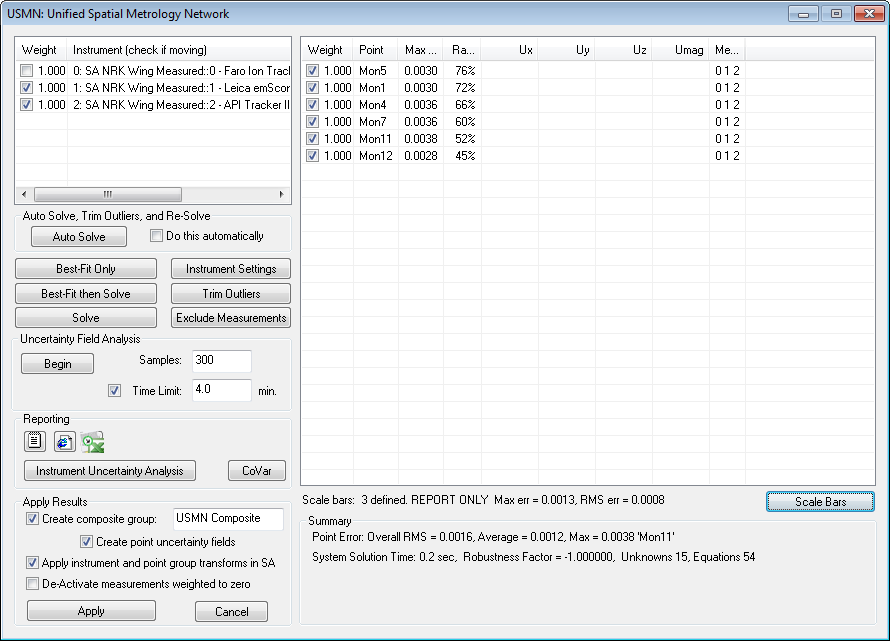 USMN: Unified Spatial Metrology Network
Weight Instrument (check if moving)
1.000 0: SA NRK Wing Measured::0 - Faro Ion Tracl
1.000 1: SA NRK Wing Measured::1 - Leica emScor
1.000 2: SA NRK Wing Measured::2 - API Tracker II
Auto Solve, Trim Outliers, and Re-Solve
Auto Solve Do this automatically
Best-Fit Only Instrument Settings
Best-Fit then Solve Trim Outliers
Solve Exclude Measurements
Uncertainty Field Analysis
Begin Samples: 300
Time Limit: 4.0 min.
Reporting
Instrument Uncertainty Analysis CoVar
Apply Results
Create composite group: USMN Composite
Create point uncertainty fields
Apply instrument and point group transforms in SA
De-Activate measurements weighted to zero
Apply Cancel
Weight Point Max ... Ra... Ux Uy Uz Umag Me...
1.000 Mon5 0.0030 76% 0 1 2
1.000 Mon1 0.0030 72% 0 1 2
1.000 Mon4 0.0036 66% 0 1 2
1.000 Mon7 0.0036 60% 0 1 2
1.000 Mon11 0.0038 52% 0 1 2
1.000 Mon12 0.0028 45% 0 1 2
Scale bars: 3 defined. REPORT ONLY Max err = 0.0013, RMS err = 0.0008
Scale Bars
Summary
Point Error: Overall RMS = 0.0016, Average = 0.0012, Max = 0.0038 'Mon11'
System Solution Time: 0.2 sec, Robustness Factor = -1.000000, Unknowns 15, Equations 54